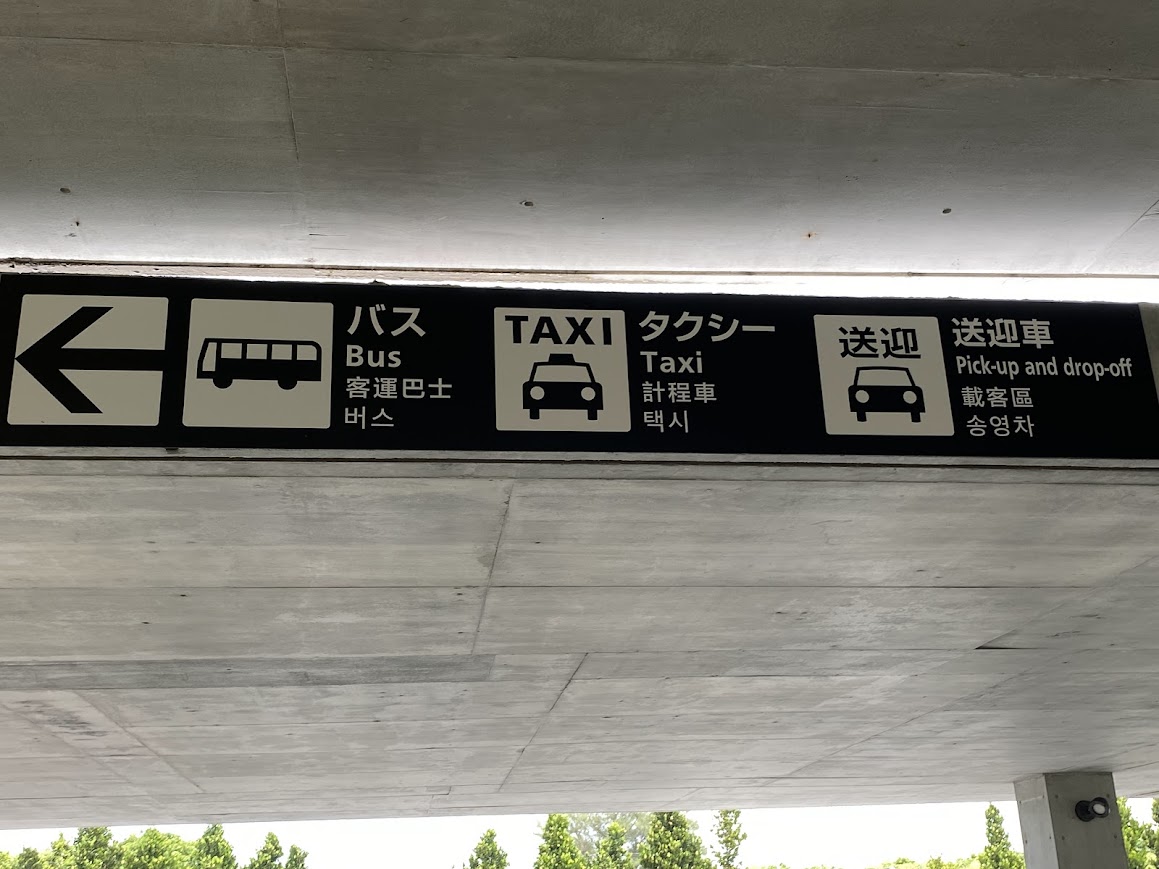 バス
Bus
客運巴士
버스
TAXI
タクシー
Taxi
計程車
택시
送迎
送迎車
Pick-up and drop-off
載客區
송영차